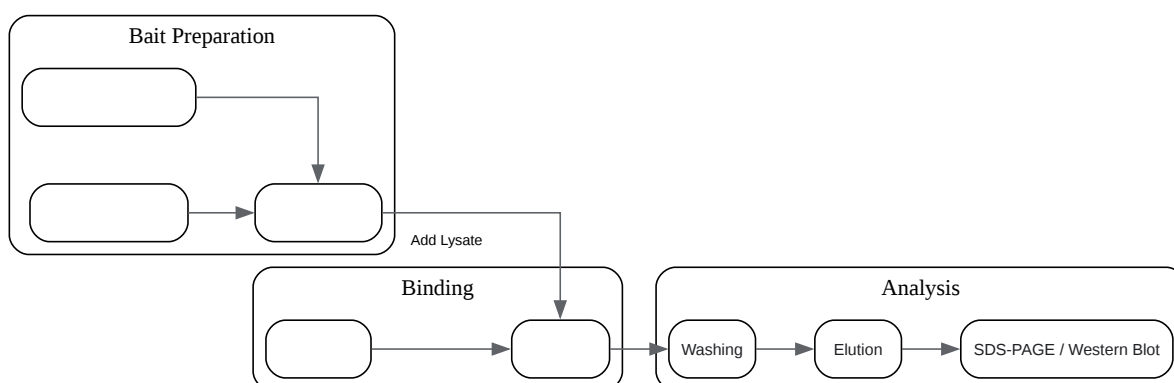 Bait Preparation
Add Lysate
Binding
Analysis
Washing
Elution
SDS-PAGE / Western Blot